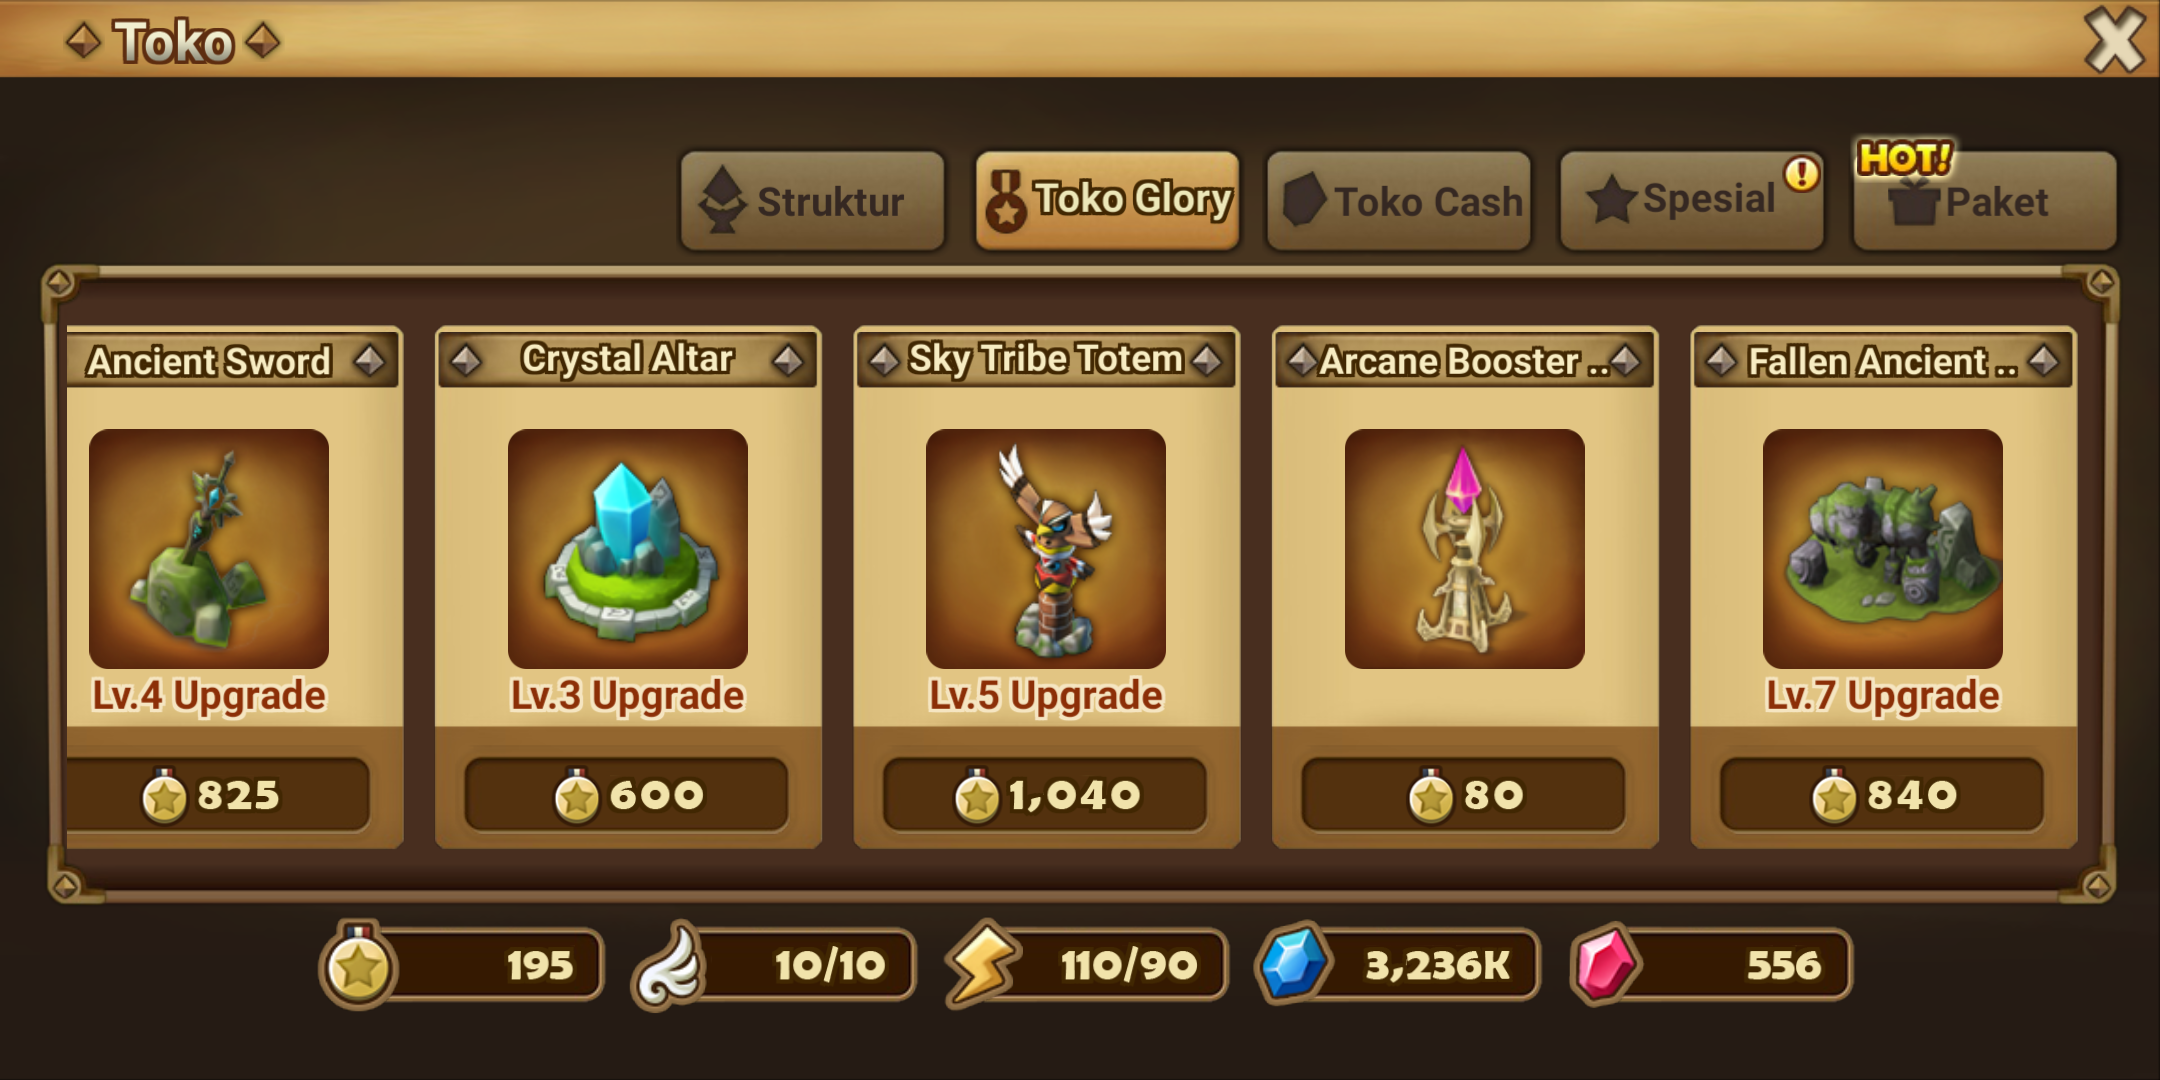 Toko
Struktur
Toko Glory
Toko Cash
Spesial
HOT!
Paket
Ancient Sword
Lv.4 Upgrade
825
Crystal Altar
Lv.3 Upgrade
600
Sky Tribe Totem
Lv.5 Upgrade
1,040
Arcane Booster ..
80
Fallen Ancient ..
Lv.7 Upgrade
840
195
10/10
110/90
3,236K
556